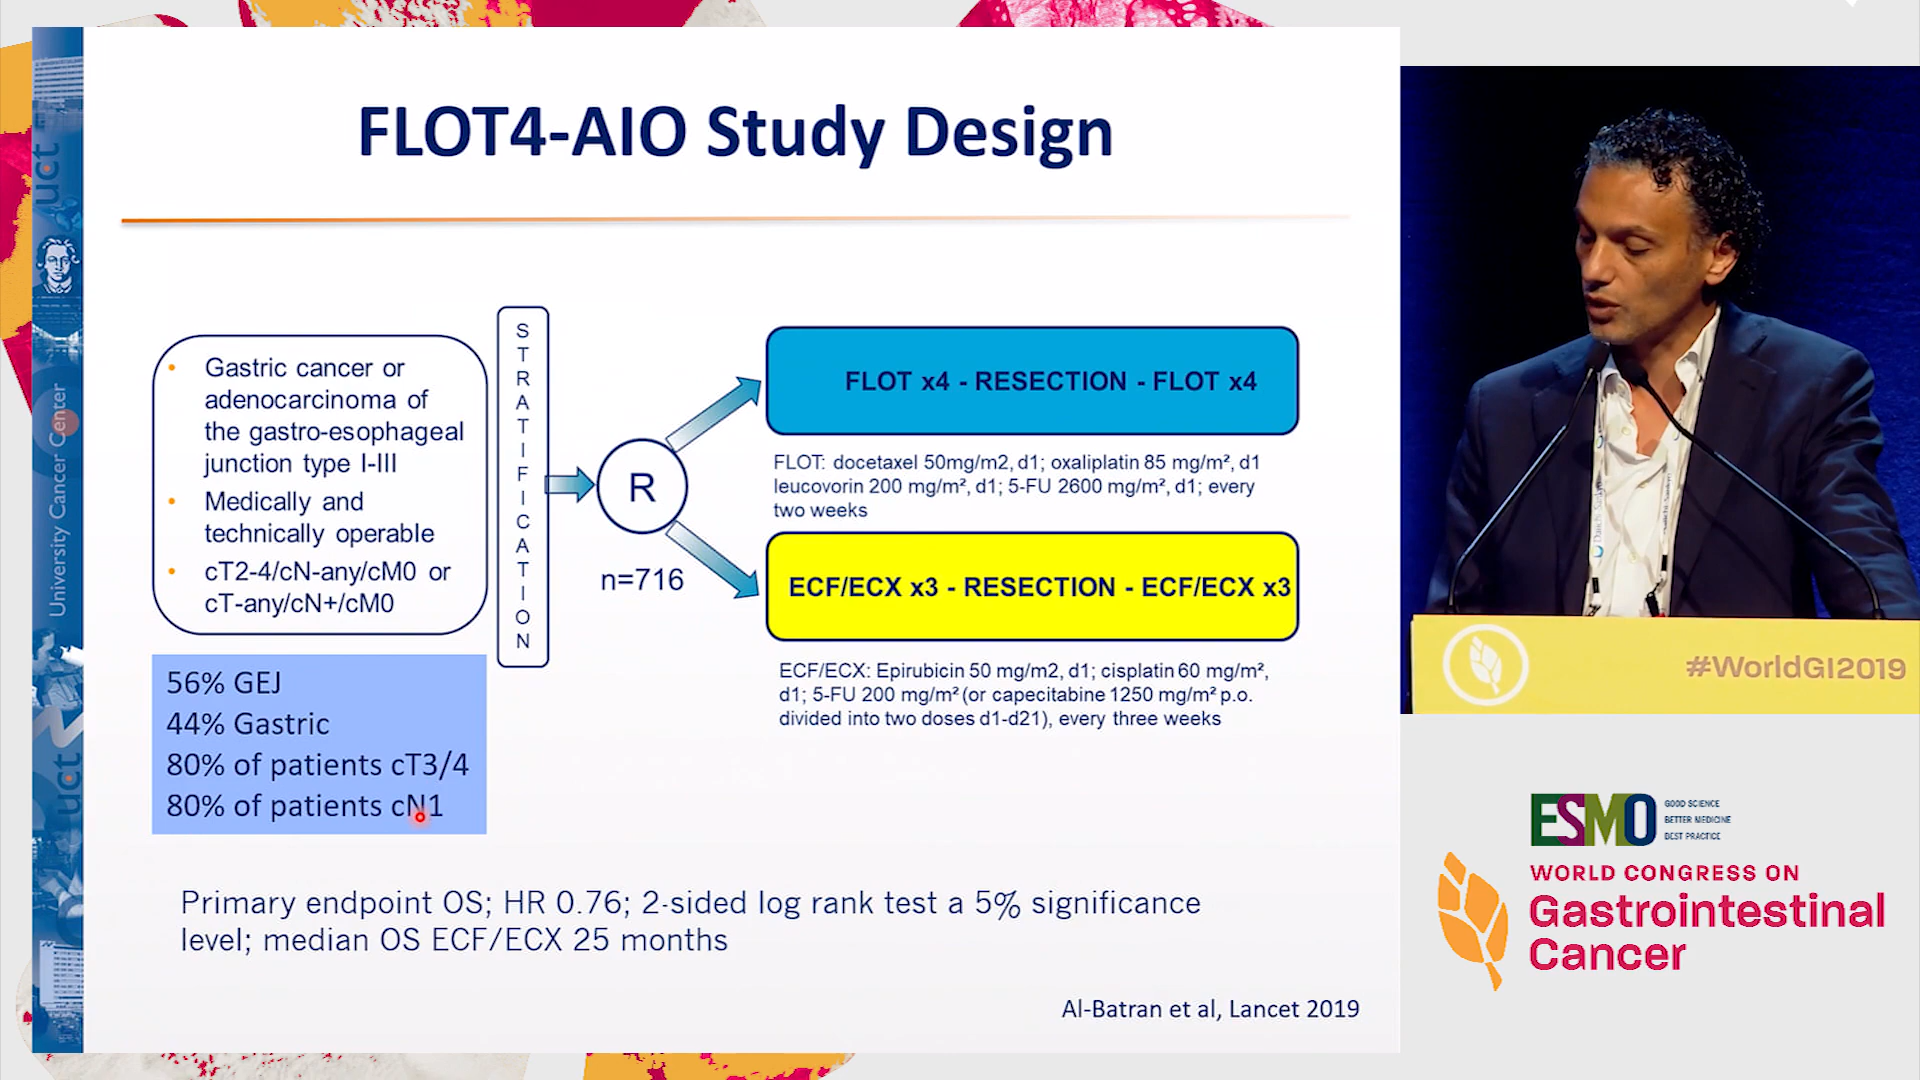 FLOT4-AIO Study Design
• Gastric cancer or
adenocarcinoma of
the gastro-esophageal
junction type I-III
• Medically and
technically operable
• cT2-4/cN-any/cM0 or
cT-any/cN+/cM0
STRATIFICATION
R
n=716
FLOT x4 - RESECTION - FLOT x4
FLOT: docetaxel 50mg/m2, d1; oxaliplatin 85 mg/m², d1
leucovorin 200 mg/m², d1; 5-FU 2600 mg/m², d1; every
two weeks
ECF/ECX x3 - RESECTION - ECF/ECX x3
ECF/ECX: Epirubicin 50 mg/m2, d1; cisplatin 60 mg/m²,
d1; 5-FU 200 mg/m² (or capecitabine 1250 mg/m² p.o.
divided into two doses d1-d21), every three weeks
56% GEJ
44% Gastric
80% of patients cT3/4
80% of patients cN1
Primary endpoint OS; HR 0.76; 2-sided log rank test a 5% significance
level; median OS ECF/ECX 25 months
Al-Batran et al, Lancet 2019
uct
University Cancer Center
uct
Daiichi-Sankyo
#WorldGI2019
ESMO
GOOD SCIENCE
BETTER MEDICINE
BEST PRACTICE
WORLD CONGRESS ON
Gastrointestinal
Cancer